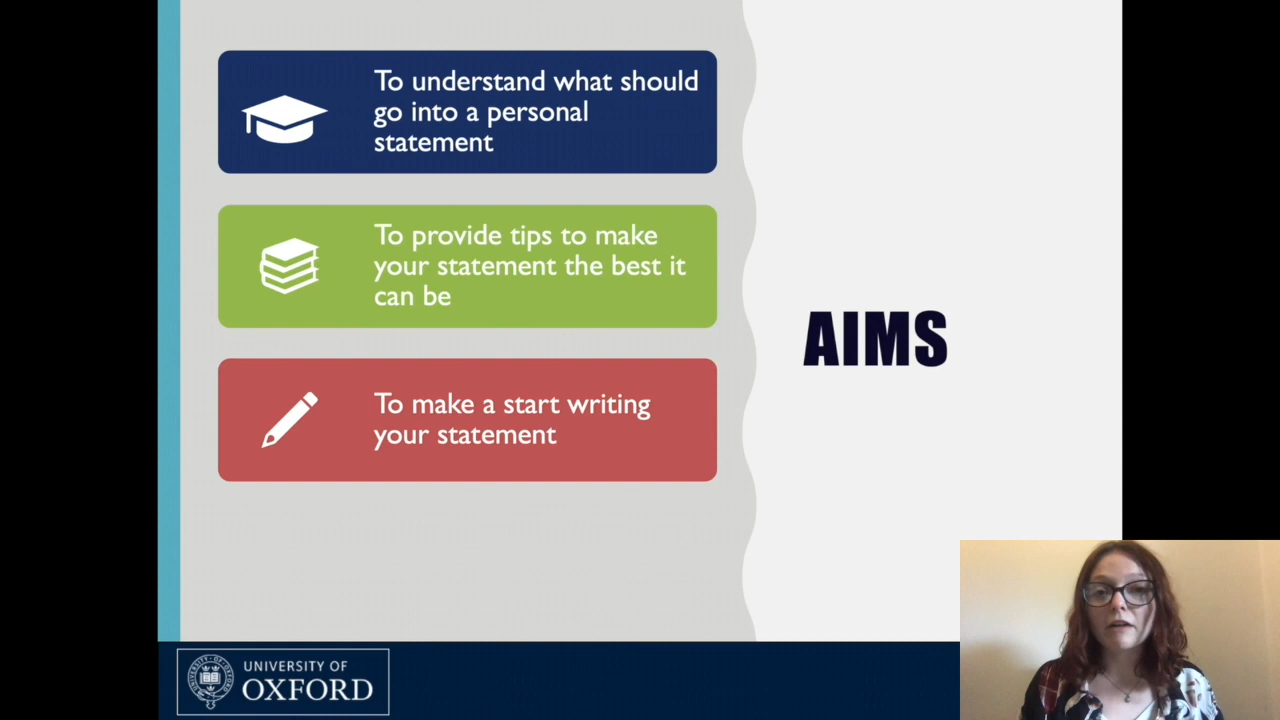 To understand what should
go into a personal
statement
To provide tips to make
your statement the best it
can be
To make a start writing
your statement
AIMS
UNIVERSITY OF
OXFORD